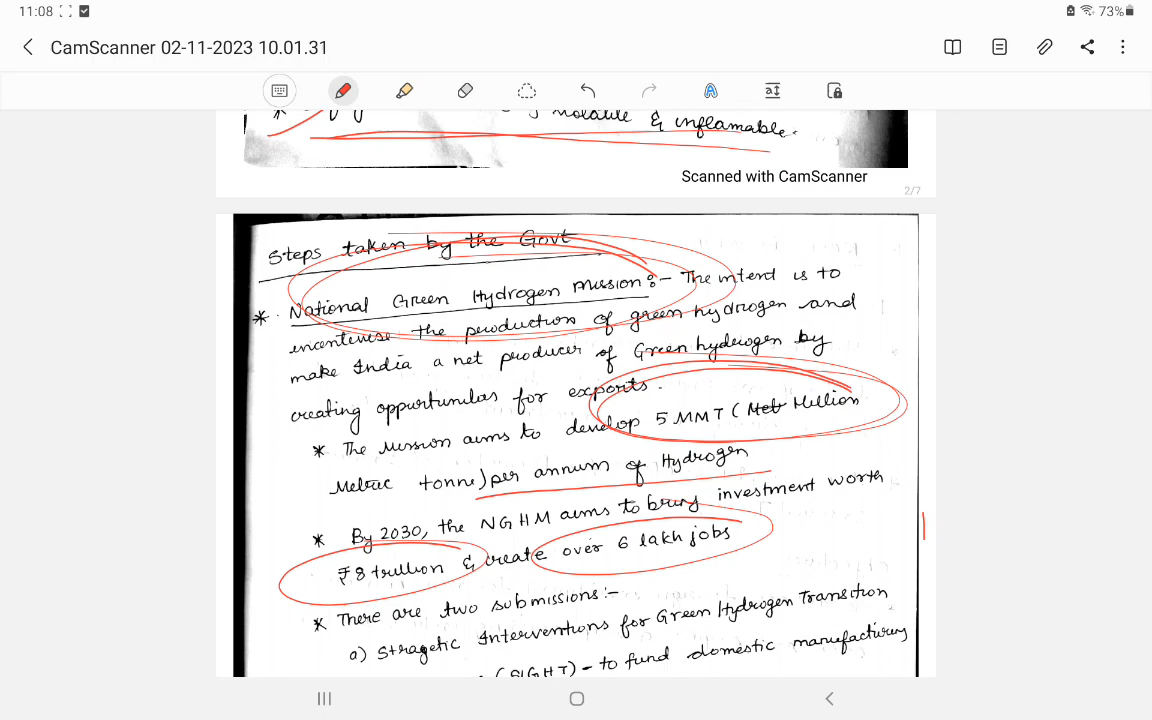 11:08
73%
CamScanner 02-11-2023 10.01.31
& inflamable.
Scanned with CamScanner
2/7
Steps taken by the Govt
* National Green Hydrogen Mission :- The intent is to
incentivise the production of green hydrogen and
make India a net producer of Green hydrogen by
creating oppurtunitas for exports.
* The Mission aims to develop 5 MMT ( Million
Metric tonne) per annum of Hydrogen
* By 2030, the NGHM aims to bring investment worth
₹8 trillion & create over 6 lakh jobs
* There are two submissions :-
a) Stragetic Interventions for Green Hydrogen Transition
(SIGHT) - to fund domestic manufacturing